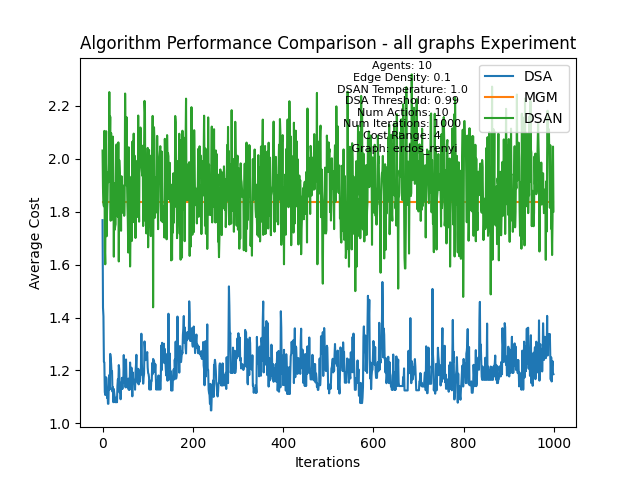 Algorithm Performance Comparison - all graphs Experiment
Agents: 10
Edge Density: 0.1
DSAN Temperature: 1.0
DSA Threshold: 0.99
Num Actions: 10
Num Iterations: 1000
Cost Range: 4
Graph: erdos_renyi
DSA
MGM
DSAN
Average Cost
2.2
2.0
1.8
1.6
1.4
1.2
1.0
0
200
400
600
800
1000
Iterations